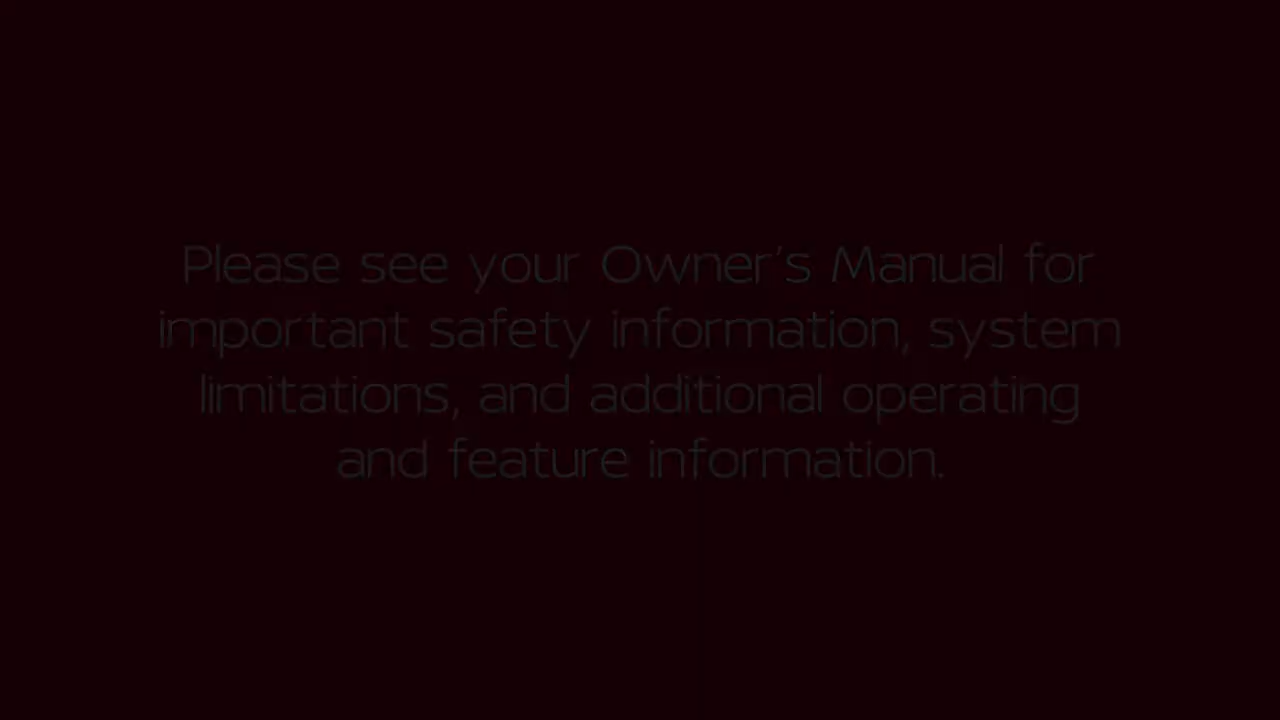 Please see your Owner's Manual for
important safety information, system
limitations, and additional operating
and feature information.